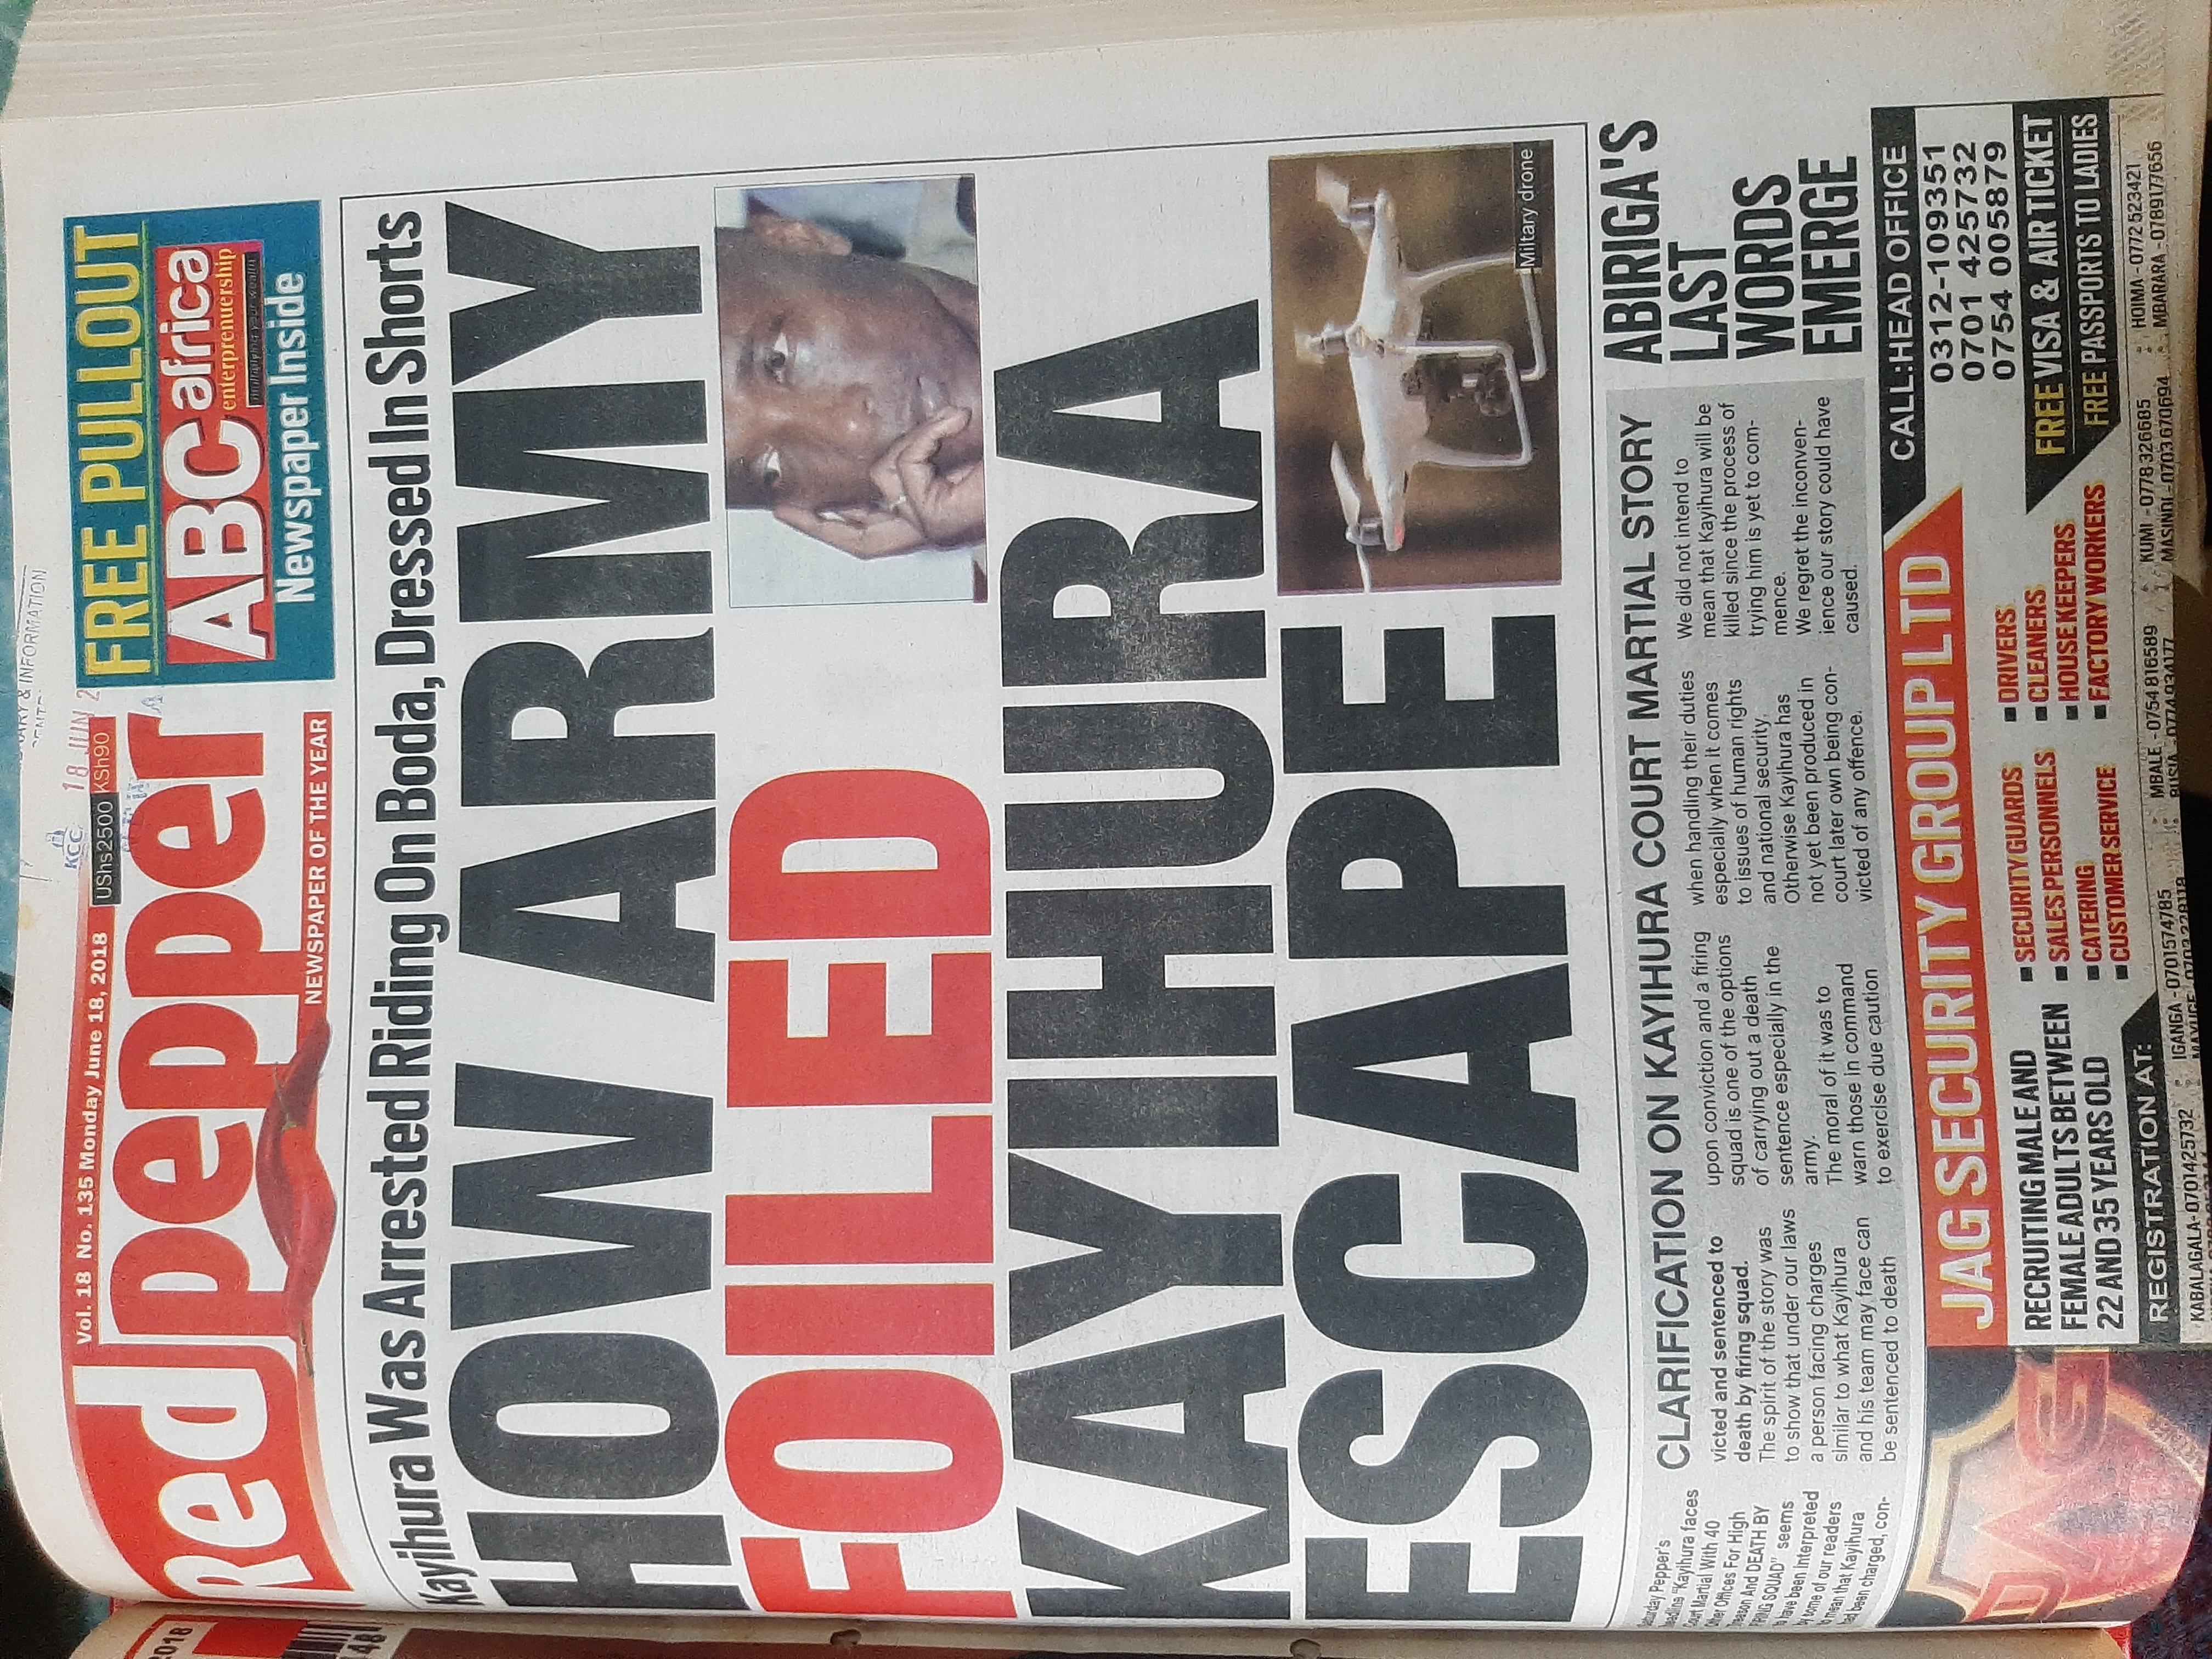 2018
48
LIBRARY & INFORMATION
KCC
18 JUN 2
Vol. 18 No. 135 Monday June 18, 2018
UShs2500 KSh90
Red pepper
NEWSPAPER OF THE YEAR
FREE PULLOUT
ABC africa
enterprenuership
multiplying your wealth
Newspaper Inside
Kayihura Was Arrested Riding On Boda, Dressed In Shorts
HOW ARMY
FOILED
KAYIHURA
ESCAPE
Miltary drone
CLARIFICATION ON KAYIHURA COURT MARTIAL STORY
Saturday Pepper's
headline "Kayihura faces
Court Martial With 40
Other Offices For High
Treason And DEATH BY
FIRING SQUAD" seems
to have been interpreted
by some of our readers
to mean that Kayihura
had been charged, con-
victed and sentenced to
death by firing squad.
The spirit of the story was
to show that under our laws
a person facing charges
similar to what Kayihura
and his team may face can
be sentenced to death
upon conviction and a firing
squad is one of the options
of carrying out a death
sentence especially in the
army.
The moral of it was to
warn those in command
to exercise due caution
when handling their duties
especially when it comes
to issues of human rights
and national security.
Otherwise Kayihura has
not yet been produced in
court later own being con-
victed of any offence.
We did not intend to
mean that Kayihura will be
killed since the process of
trying him is yet to com-
mence.
We regret the inconven-
ience our story could have
caused.
ABIRIGA'S
LAST
WORDS
EMERGE
JAG
JAG SECURITY GROUP LTD
RECRUITING MALE AND
FEMALE ADULTS BETWEEN
22 AND 35 YEARS OLD
SECURITY GUARDS
SALES PERSONNELS
CATERING
CUSTOMER SERVICE
DRIVERS
CLEANERS
HOUSE KEEPERS
FACTORY WORKERS
CALL:HEAD OFFICE
0312-109351
0701 425732
0754 005879
FREE VISA & AIR TICKET
FREE PASSPORTS TO LADIES
REGISTRATION AT:
KABALAGALA-0701425732
IGANGA -0701574785
MAYUGE
MBALE -0754 816589
BUSIA -0774 934177
KUMI -0778 326685
MASINDI -0703 670694
HOIMA -0772 523421
MBARARA -0789177656